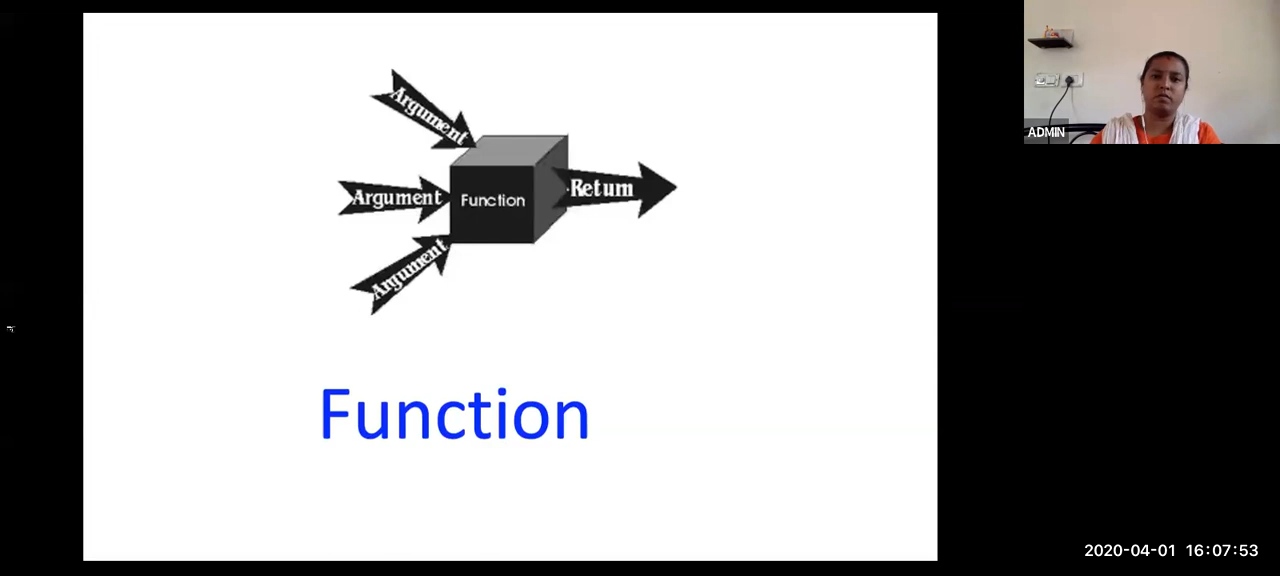 Argument
Argument
Function
Return
Argument
Function
ADMIN
2020-04-01 16:07:53